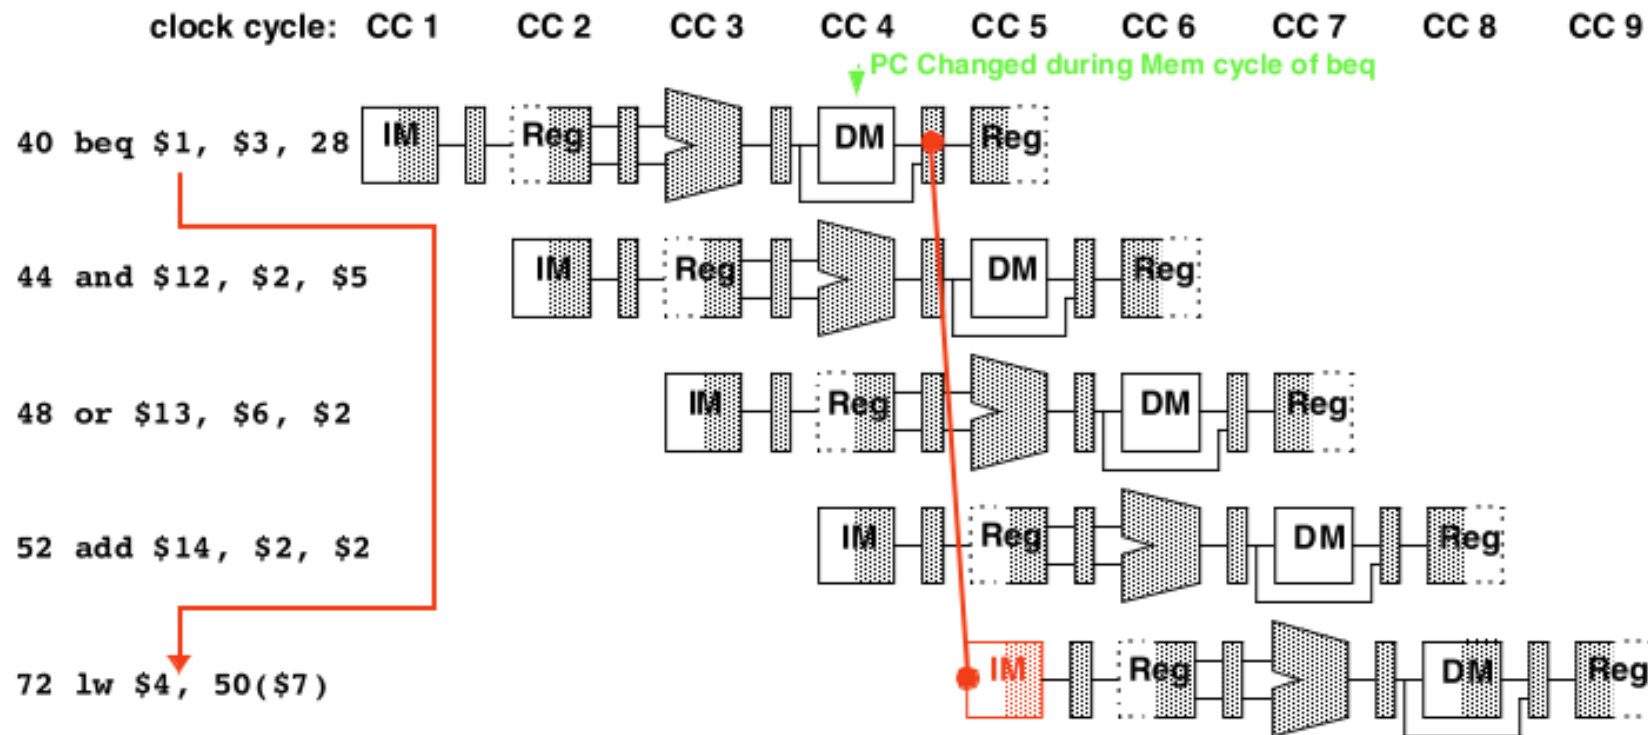 clock cycle: CC 1 CC 2 CC 3 CC 4 CC 5 CC 6 CC 7 CC 8 CC 9
PC Changed during Mem cycle of beq
40 beq $1, $3, 28 IM Reg DM Reg
44 and $12, $2, $5 IM Reg DM Reg
48 or $13, $6, $2 IM Reg DM Reg
52 add $14, $2, $2 IM Reg DM Reg
72 lw $4, 50($7) IM Reg DM Reg